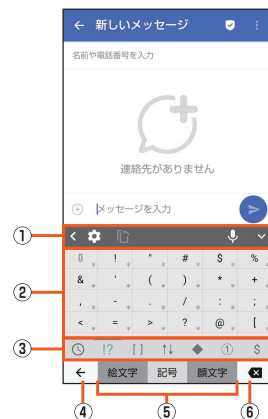 ← 新しいメッセージ
名前や電話番号を入力
連絡先がありません
メッセージを入力
①
! " # $ %
② & ' ( ) * +
, - . / : ;
< = > ? @ [
③ !? [ ] ↑↓ ◆ ① $
← 絵文字 記号 顔文字
④ ⑤ ⑥